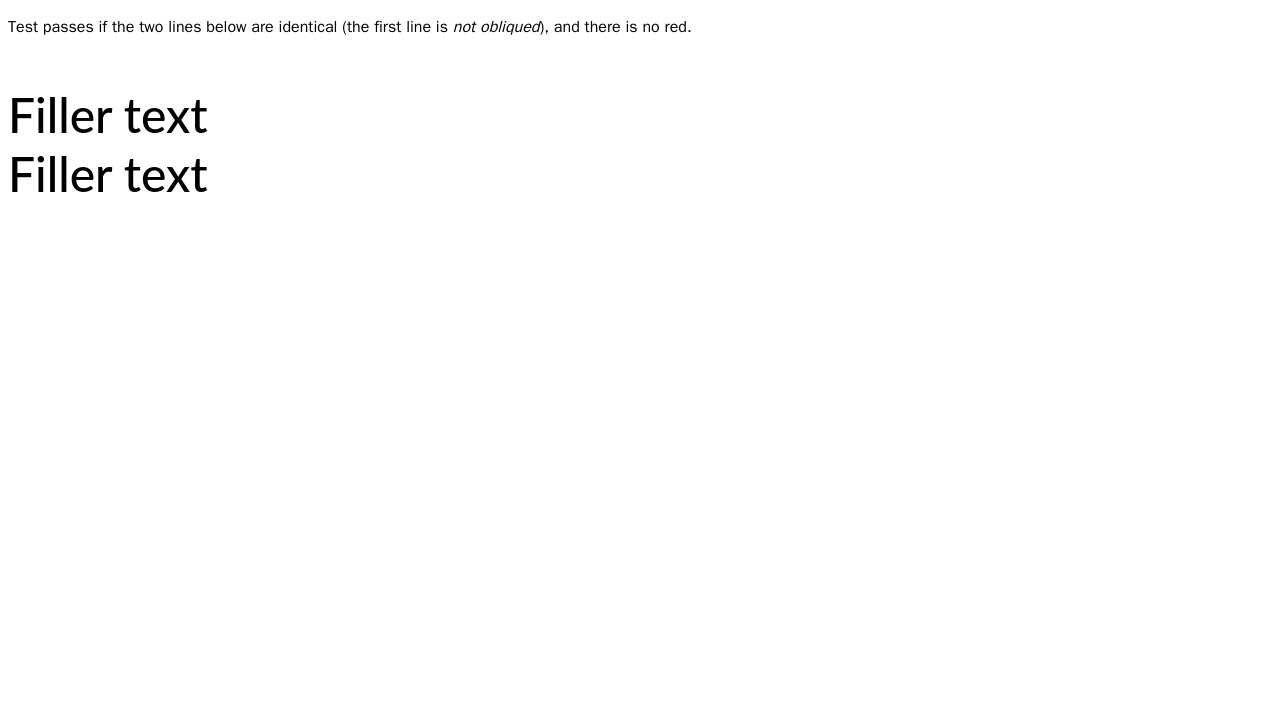 Test passes if the two lines below are identical (the first line is not obliqued), and there is no red.
Filler text
Filler text